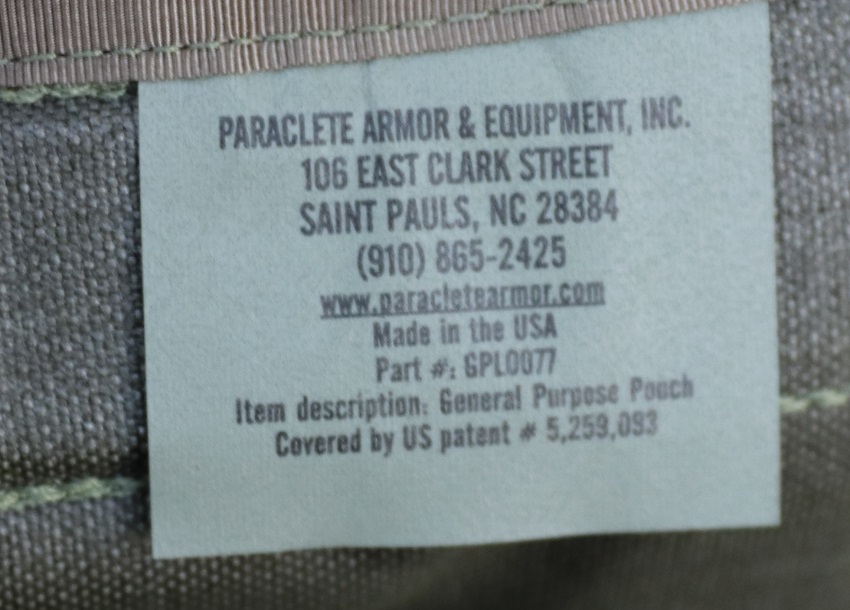 PARACLETE ARMOR & EQUIPMENT, INC.
106 EAST CLARK STREET
SAINT PAULS, NC 28384
(910) 865-2425
www.paracletearmor.com
Made in the USA
Part #: GPL0077
Item description: General Purpose Pouch
Covered by US patent # 5,259,093